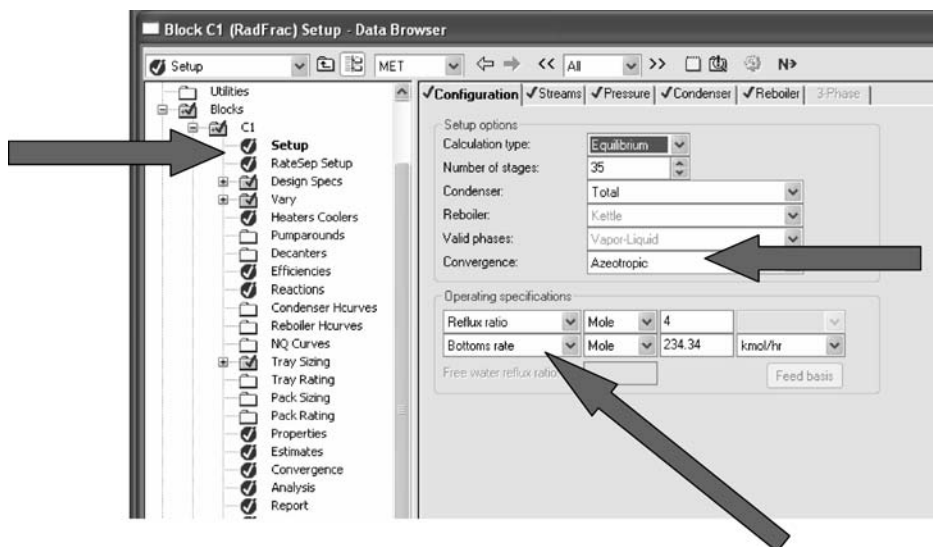 Block C1 (RadFrac) Setup - Data Browser
Setup MET << All >> N>
Utilities
Blocks
C1
Setup
RateSep Setup
Design Specs
Vary
Heaters Coolers
Pumparounds
Decanters
Efficiencies
Reactions
Condenser Hcurves
Reboiler Hcurves
NQ Curves
Tray Sizing
Tray Rating
Pack Sizing
Pack Rating
Properties
Estimates
Convergence
Analysis
Report
Configuration Streams Pressure Condenser Reboiler 3-Phase
Setup options
Calculation type: Equilibrium
Number of stages: 35
Condenser: Total
Reboiler: Kettle
Valid phases: Vapor-Liquid
Convergence: Azeotropic
Operating specifications
Reflux ratio Mole 4
Bottoms rate Mole 234.34 kmol/hr
Free water reflux ratio Feed basis